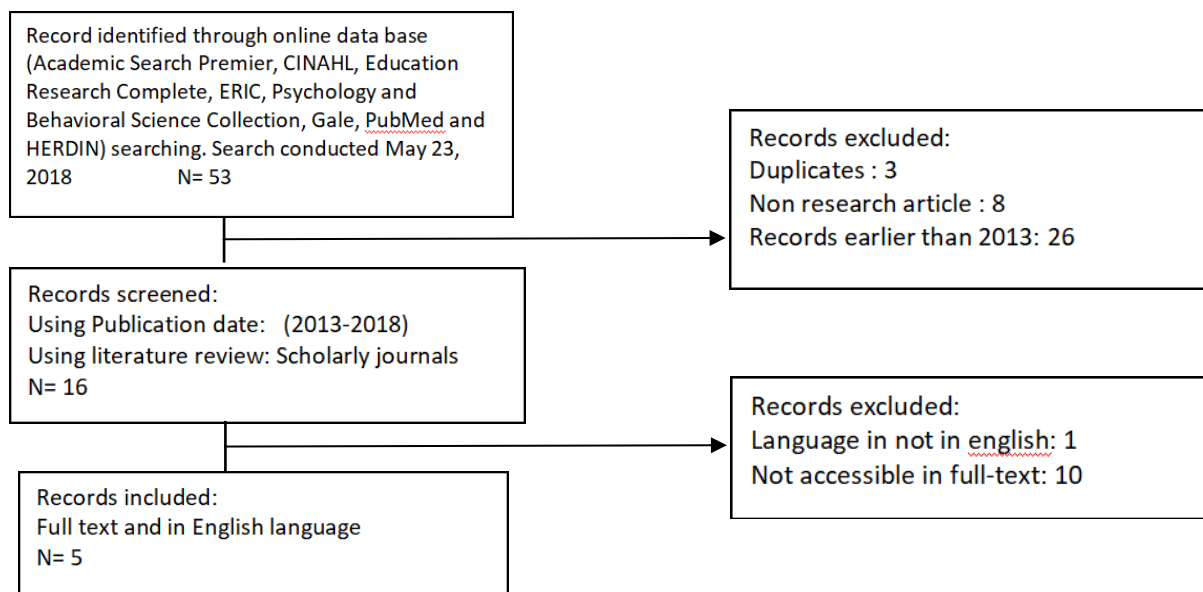 Record identified through online data base
(Academic Search Premier, CINAHL, Education
Research Complete, ERIC, Psychology and
Behavioral Science Collection, Gale, PubMed and
HERDIN) searching. Search conducted May 23,
2018 N= 53
Records excluded:
Duplicates : 3
Non research article : 8
Records earlier than 2013: 26
Records screened:
Using Publication date: (2013-2018)
Using literature review: Scholarly journals
N= 16
Records excluded:
Language in not in english: 1
Not accessible in full-text: 10
Records included:
Full text and in English language
N= 5